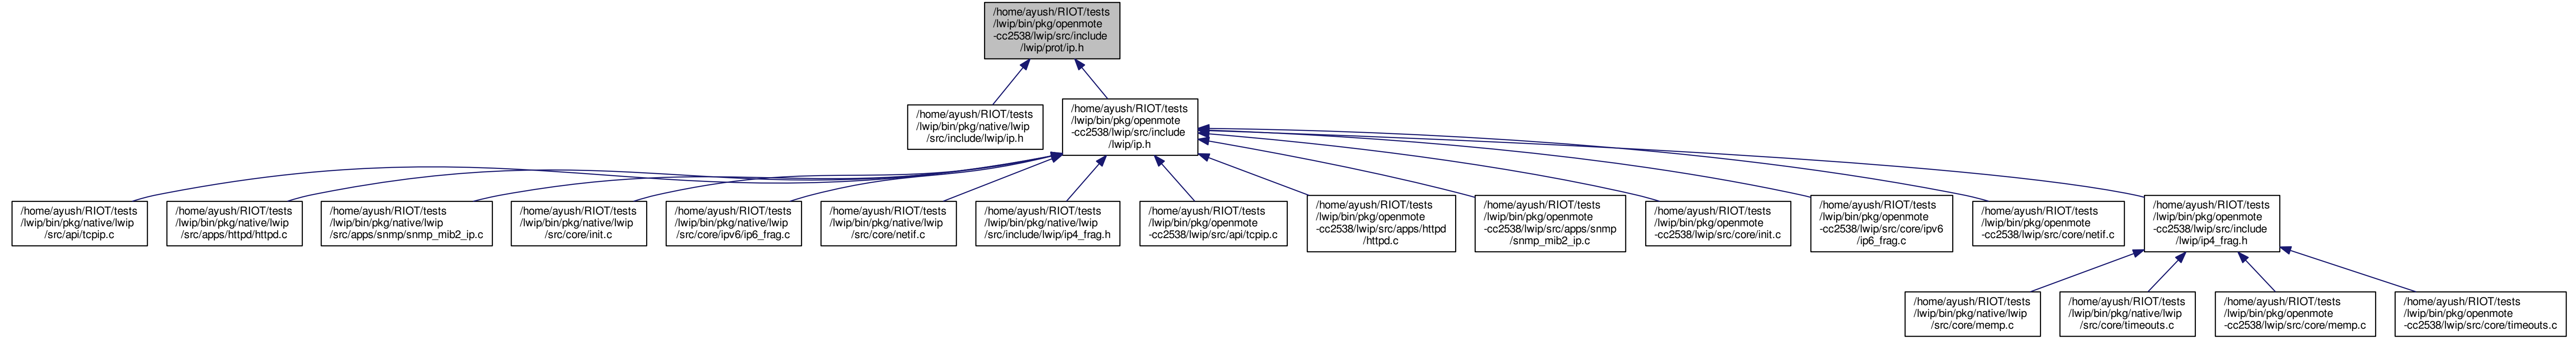 /home/ayush/RIOT/tests
/lwip/bin/pkg/openmote
-cc2538/lwip/src/include
/lwip/prot/ip.h
/home/ayush/RIOT/tests
/lwip/bin/pkg/native/lwip
/src/include/lwip/ip.h
/home/ayush/RIOT/tests
/lwip/bin/pkg/openmote
-cc2538/lwip/src/include
/lwip/ip.h
/home/ayush/RIOT/tests
/lwip/bin/pkg/native/lwip
/src/api/tcpip.c
/home/ayush/RIOT/tests
/lwip/bin/pkg/native/lwip
/src/apps/httpd/httpd.c
/home/ayush/RIOT/tests
/lwip/bin/pkg/native/lwip
/src/apps/snmp/snmp_mib2_ip.c
/home/ayush/RIOT/tests
/lwip/bin/pkg/native/lwip
/src/core/init.c
/home/ayush/RIOT/tests
/lwip/bin/pkg/native/lwip
/src/core/ipv6/ip6_frag.c
/home/ayush/RIOT/tests
/lwip/bin/pkg/native/lwip
/src/core/netif.c
/home/ayush/RIOT/tests
/lwip/bin/pkg/native/lwip
/src/include/lwip/ip4_frag.h
/home/ayush/RIOT/tests
/lwip/bin/pkg/openmote
-cc2538/lwip/src/api/tcpip.c
/home/ayush/RIOT/tests
/lwip/bin/pkg/openmote
-cc2538/lwip/src/apps/httpd
/httpd.c
/home/ayush/RIOT/tests
/lwip/bin/pkg/openmote
-cc2538/lwip/src/apps/snmp
/snmp_mib2_ip.c
/home/ayush/RIOT/tests
/lwip/bin/pkg/openmote
-cc2538/lwip/src/core/init.c
/home/ayush/RIOT/tests
/lwip/bin/pkg/openmote
-cc2538/lwip/src/core/ipv6
/ip6_frag.c
/home/ayush/RIOT/tests
/lwip/bin/pkg/openmote
-cc2538/lwip/src/core/netif.c
/home/ayush/RIOT/tests
/lwip/bin/pkg/openmote
-cc2538/lwip/src/include
/lwip/ip4_frag.h
/home/ayush/RIOT/tests
/lwip/bin/pkg/native/lwip
/src/core/memp.c
/home/ayush/RIOT/tests
/lwip/bin/pkg/native/lwip
/src/core/timeouts.c
/home/ayush/RIOT/tests
/lwip/bin/pkg/openmote
-cc2538/lwip/src/core/memp.c
/home/ayush/RIOT/tests
/lwip/bin/pkg/openmote
-cc2538/lwip/src/core/timeouts.c